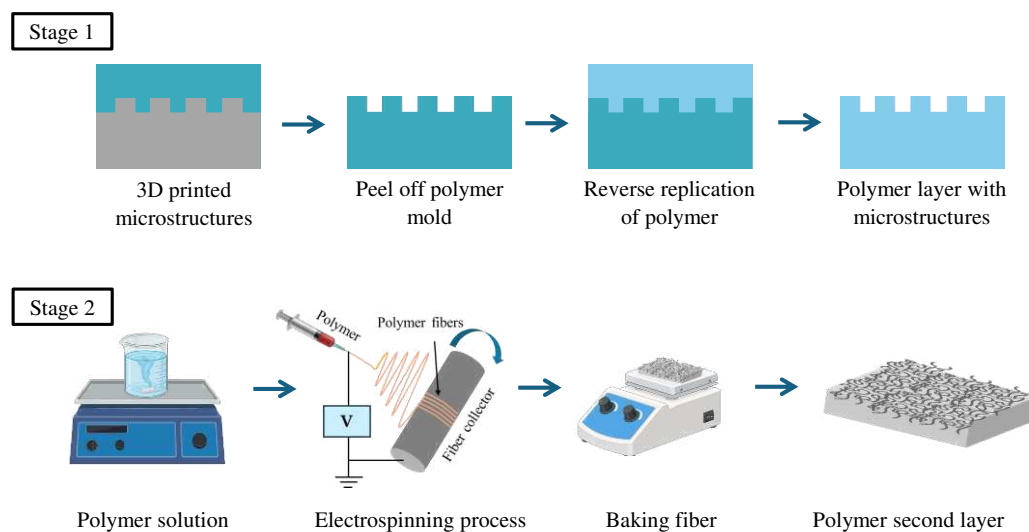 Stage 1
3D printed
microstructures
Peel off polymer
mold
Reverse replication
of polymer
Polymer layer with
microstructures
Stage 2
Polymer
Polymer fibers
V
Fiber collector
Polymer solution
Electrospinning process
Baking fiber
Polymer second layer